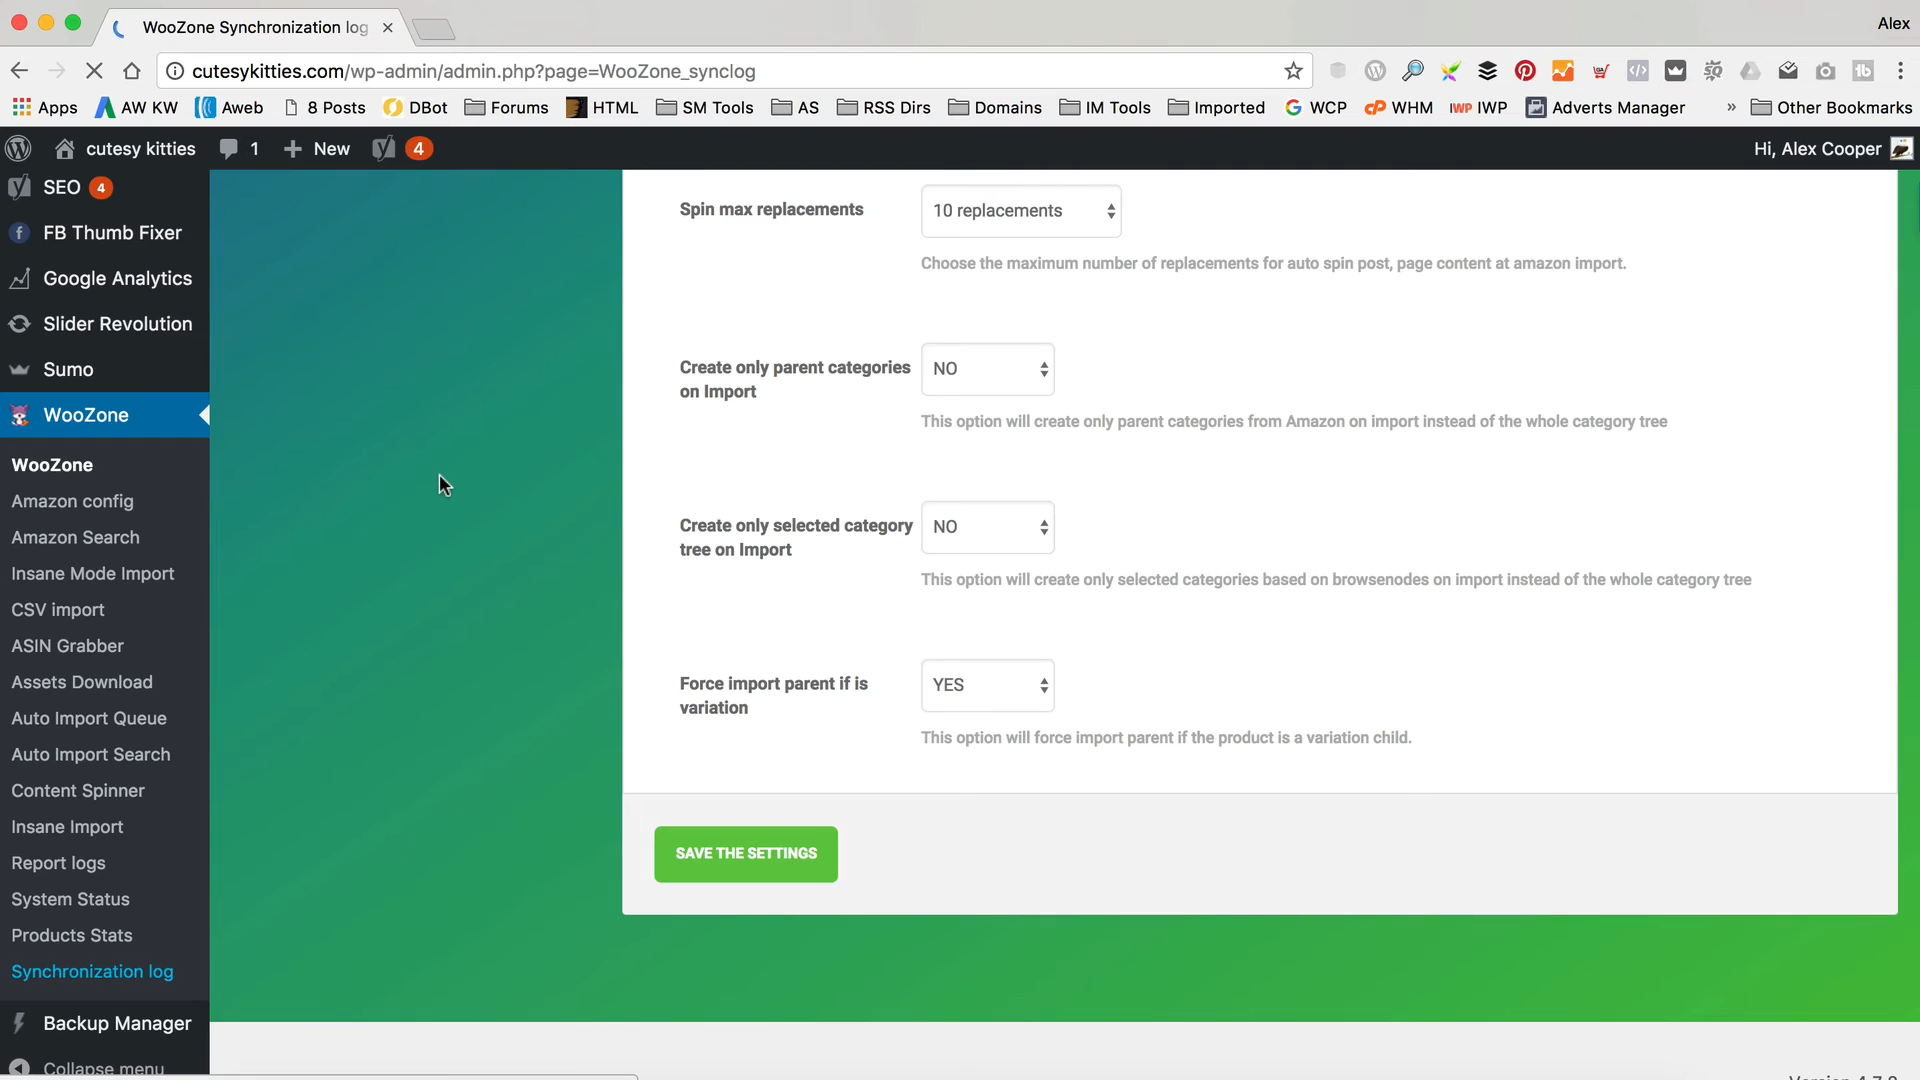 WooZone Synchronization log
Alex
cutesykitties.com/wp-admin/admin.php?page=WooZone_synclog
Apps
AW KW
Aweb
8 Posts
DBot
Forums
HTML
SM Tools
AS
RSS Dirs
Domains
IM Tools
Imported
WCP
WHM
IWP IWP
Adverts Manager
»
Other Bookmarks
cutesy kitties
1
New
4
Hi, Alex Cooper
SEO 4
FB Thumb Fixer
Google Analytics
Slider Revolution
Sumo
WooZone
WooZone
Amazon config
Amazon Search
Insane Mode Import
CSV import
ASIN Grabber
Assets Download
Auto Import Queue
Auto Import Search
Content Spinner
Insane Import
Report logs
System Status
Products Stats
Synchronization log
Backup Manager
Collapse menu
Spin max replacements
10 replacements
Choose the maximum number of replacements for auto spin post, page content at amazon import.
Create only parent categories
on Import
NO
This option will create only parent categories from Amazon on import instead of the whole category tree
Create only selected category
tree on Import
NO
This option will create only selected categories based on browsenodes on import instead of the whole category tree
Force import parent if is
variation
YES
This option will force import parent if the product is a variation child.
SAVE THE SETTINGS